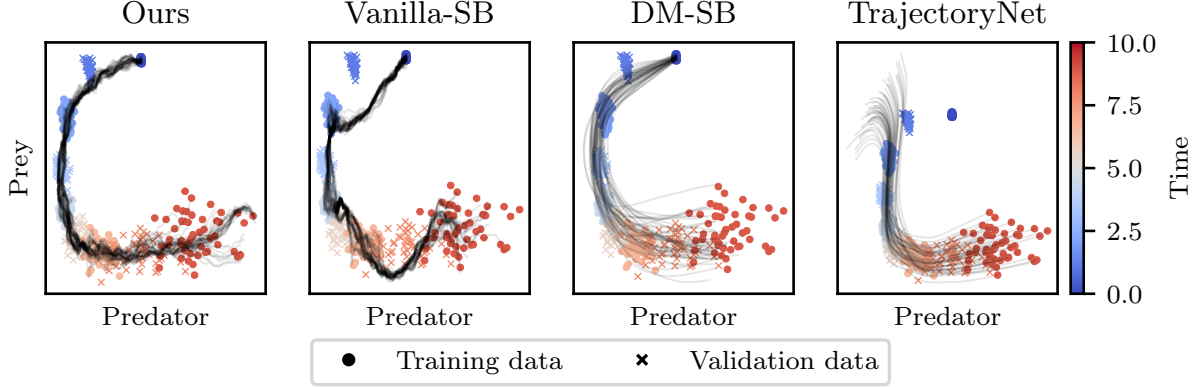 Ours Vanilla-SB DM-SB TrajectoryNet
Prey
10.0
7.5
5.0
2.5
0.0
Time
Predator Predator Predator Predator
Training data Validation data